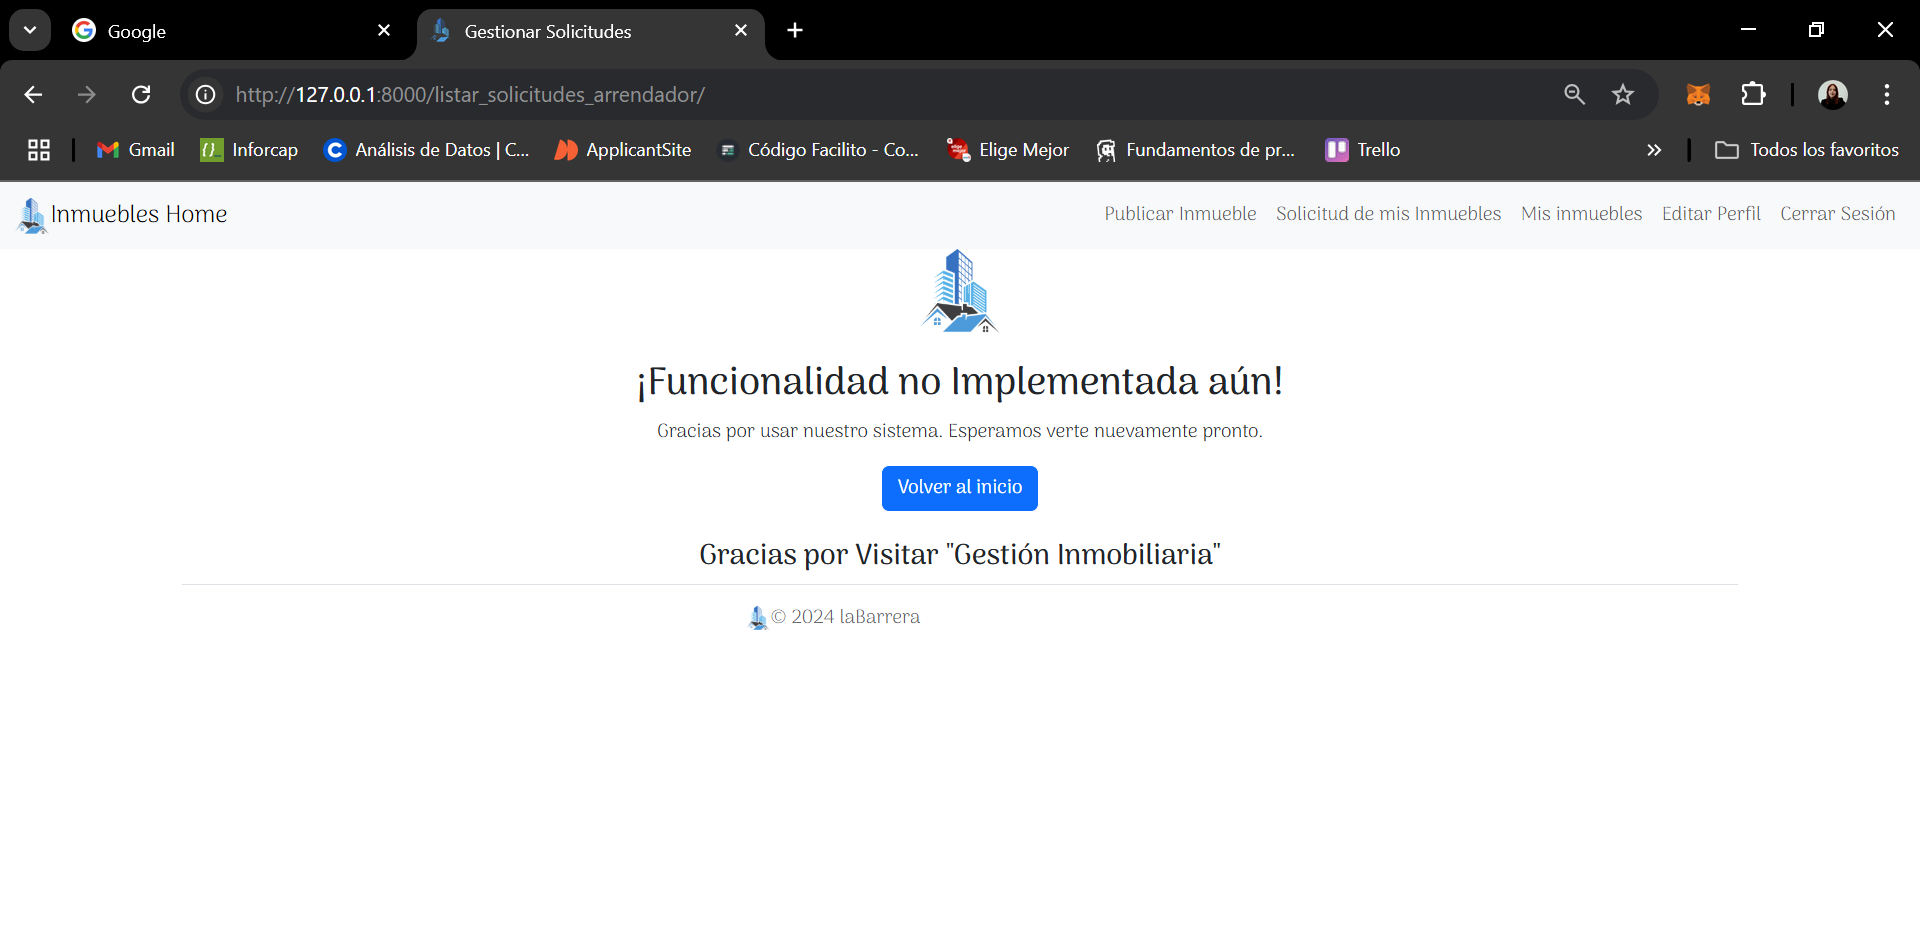 Google
Gestionar Solicitudes
http://127.0.0.1:8000/listar_solicitudes_arrendador/
Gmail Inforcap Análisis de Datos | C... ApplicantSite Código Facilito - Co... Elige Mejor Fundamentos de pr... Trello » Todos los favoritos
Inmuebles Home Publicar Inmueble Solicitud de mis Inmuebles Mis inmuebles Editar Perfil Cerrar Sesión
¡Funcionalidad no Implementada aún!
Gracias por usar nuestro sistema. Esperamos verte nuevamente pronto.
Volver al inicio
Gracias por Visitar "Gestión Inmobiliaria"
© 2024 laBarrera